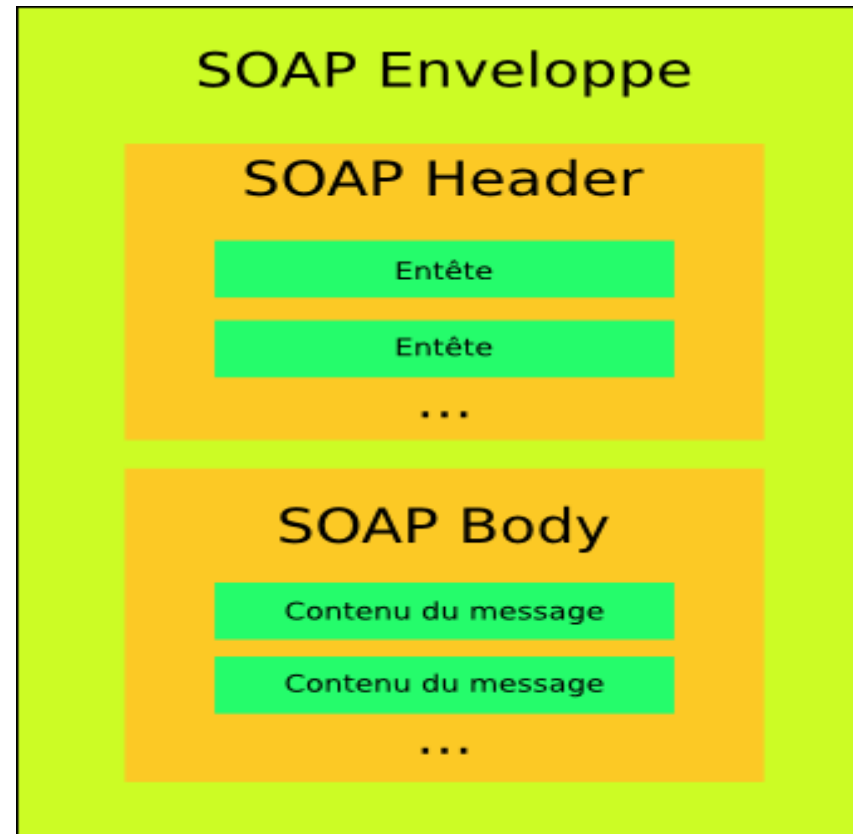 SOAP Enveloppe
SOAP Header
Entête
Entête
...
SOAP Body
Contenu du message
Contenu du message
...